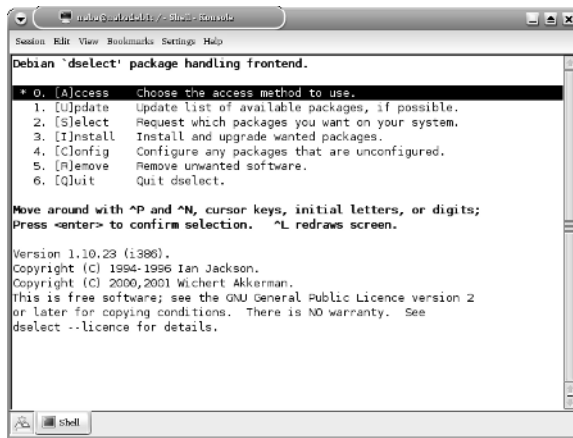 - Shell - Konsole
Session Edit View Bookmarks Settings Help
Debian `dselect' package handling frontend.
* 0. [A]ccess Choose the access method to use.
1. [U]pdate Update list of available packages, if possible.
2. [S]elect Request which packages you want on your system.
3. [I]nstall Install and upgrade wanted packages.
4. [C]onfig Configure any packages that are unconfigured.
5. [R]emove Remove unwanted software.
6. [Q]uit Quit dselect.
Move around with ^P and ^N, cursor keys, initial letters, or digits;
Press <enter> to confirm selection. ^L redraws screen.
Version 1.10.23 (i386).
Copyright (C) 1994-1996 Ian Jackson.
Copyright (C) 2000,2001 Wichert Akkerman.
This is free software; see the GNU General Public Licence version 2
or later for copying conditions. There is NO warranty. See
dselect --licence for details.
Shell